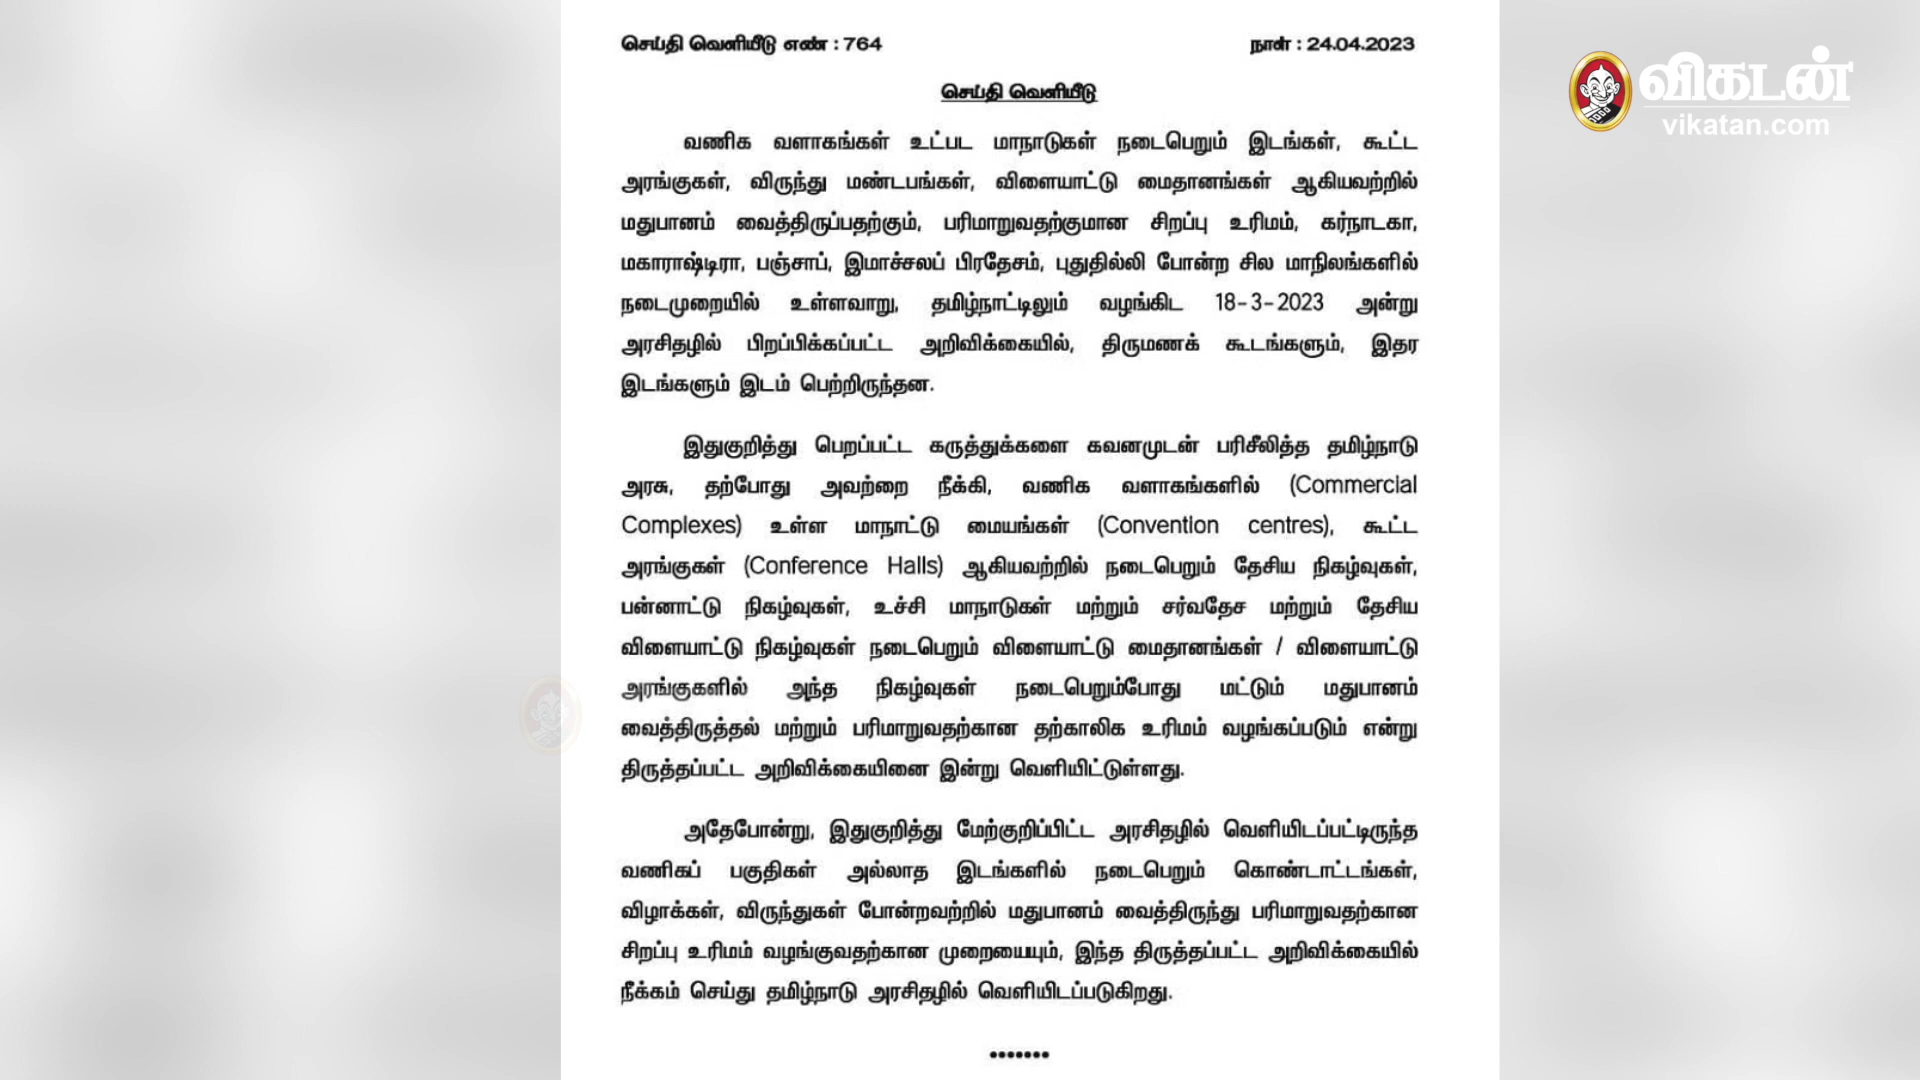 செய்தி வெளியீடு எண் : 764 நாள் : 24.04.2023
விகடன்
vikatan.com
செய்தி வெளியீடு
வணிக வளாகங்கள் உட்பட மாநாடுகள் நடைபெறும் இடங்கள், கூட்ட
அரங்குகள், விருந்து மண்டபங்கள், விளையாட்டு மைதானங்கள் ஆகியவற்றில்
மதுபானம் வைத்திருப்பதற்கும், பரிமாறுவதற்குமான சிறப்பு உரிமம், கர்நாடகா,
மகாராஷ்டிரா, பஞ்சாப், இமாச்சலப் பிரதேசம், புதுதில்லி போன்ற சில மாநிலங்களில்
நடைமுறையில் உள்ளவாறு, தமிழ்நாட்டிலும் வழங்கிட 18-3-2023 அன்று
அரசிதழில் பிறப்பிக்கப்பட்ட அறிவிக்கையில், திருமணக் கூடங்களும், இதர
இடங்களும் இடம் பெற்றிருந்தன.
இதுகுறித்து பெறப்பட்ட கருத்துக்களை கவனமுடன் பரிசீலித்த தமிழ்நாடு
அரசு, தற்போது அவற்றை நீக்கி, வணிக வளாகங்களில் (Commercial
Complexes) உள்ள மாநாட்டு மையங்கள் (Convention centres), கூட்ட
அரங்குகள் (Conference Halls) ஆகியவற்றில் நடைபெறும் தேசிய நிகழ்வுகள்,
பன்னாட்டு நிகழ்வுகள், உச்சி மாநாடுகள் மற்றும் சர்வதேச மற்றும் தேசிய
விளையாட்டு நிகழ்வுகள் நடைபெறும் விளையாட்டு மைதானங்கள் / விளையாட்டு
அரங்குகளில் அந்த நிகழ்வுகள் நடைபெறும்போது மட்டும் மதுபானம்
வைத்திருத்தல் மற்றும் பரிமாறுவதற்கான தற்காலிக உரிமம் வழங்கப்படும் என்று
திருத்தப்பட்ட அறிவிக்கையினை இன்று வெளியிட்டுள்ளது.
அதேபோன்று, இதுகுறித்து மேற்குறிப்பிட்ட அரசிதழில் வெளியிடப்பட்டிருந்த
வணிகப் பகுதிகள் அல்லாத இடங்களில் நடைபெறும் கொண்டாட்டங்கள்,
விழாக்கள், விருந்துகள் போன்றவற்றில் மதுபானம் வைத்திருந்து பரிமாறுவதற்கான
சிறப்பு உரிமம் வழங்குவதற்கான முறையையும், இந்த திருத்தப்பட்ட அறிவிக்கையில்
நீக்கம் செய்து தமிழ்நாடு அரசிதழில் வெளியிடப்படுகிறது.
•••••••